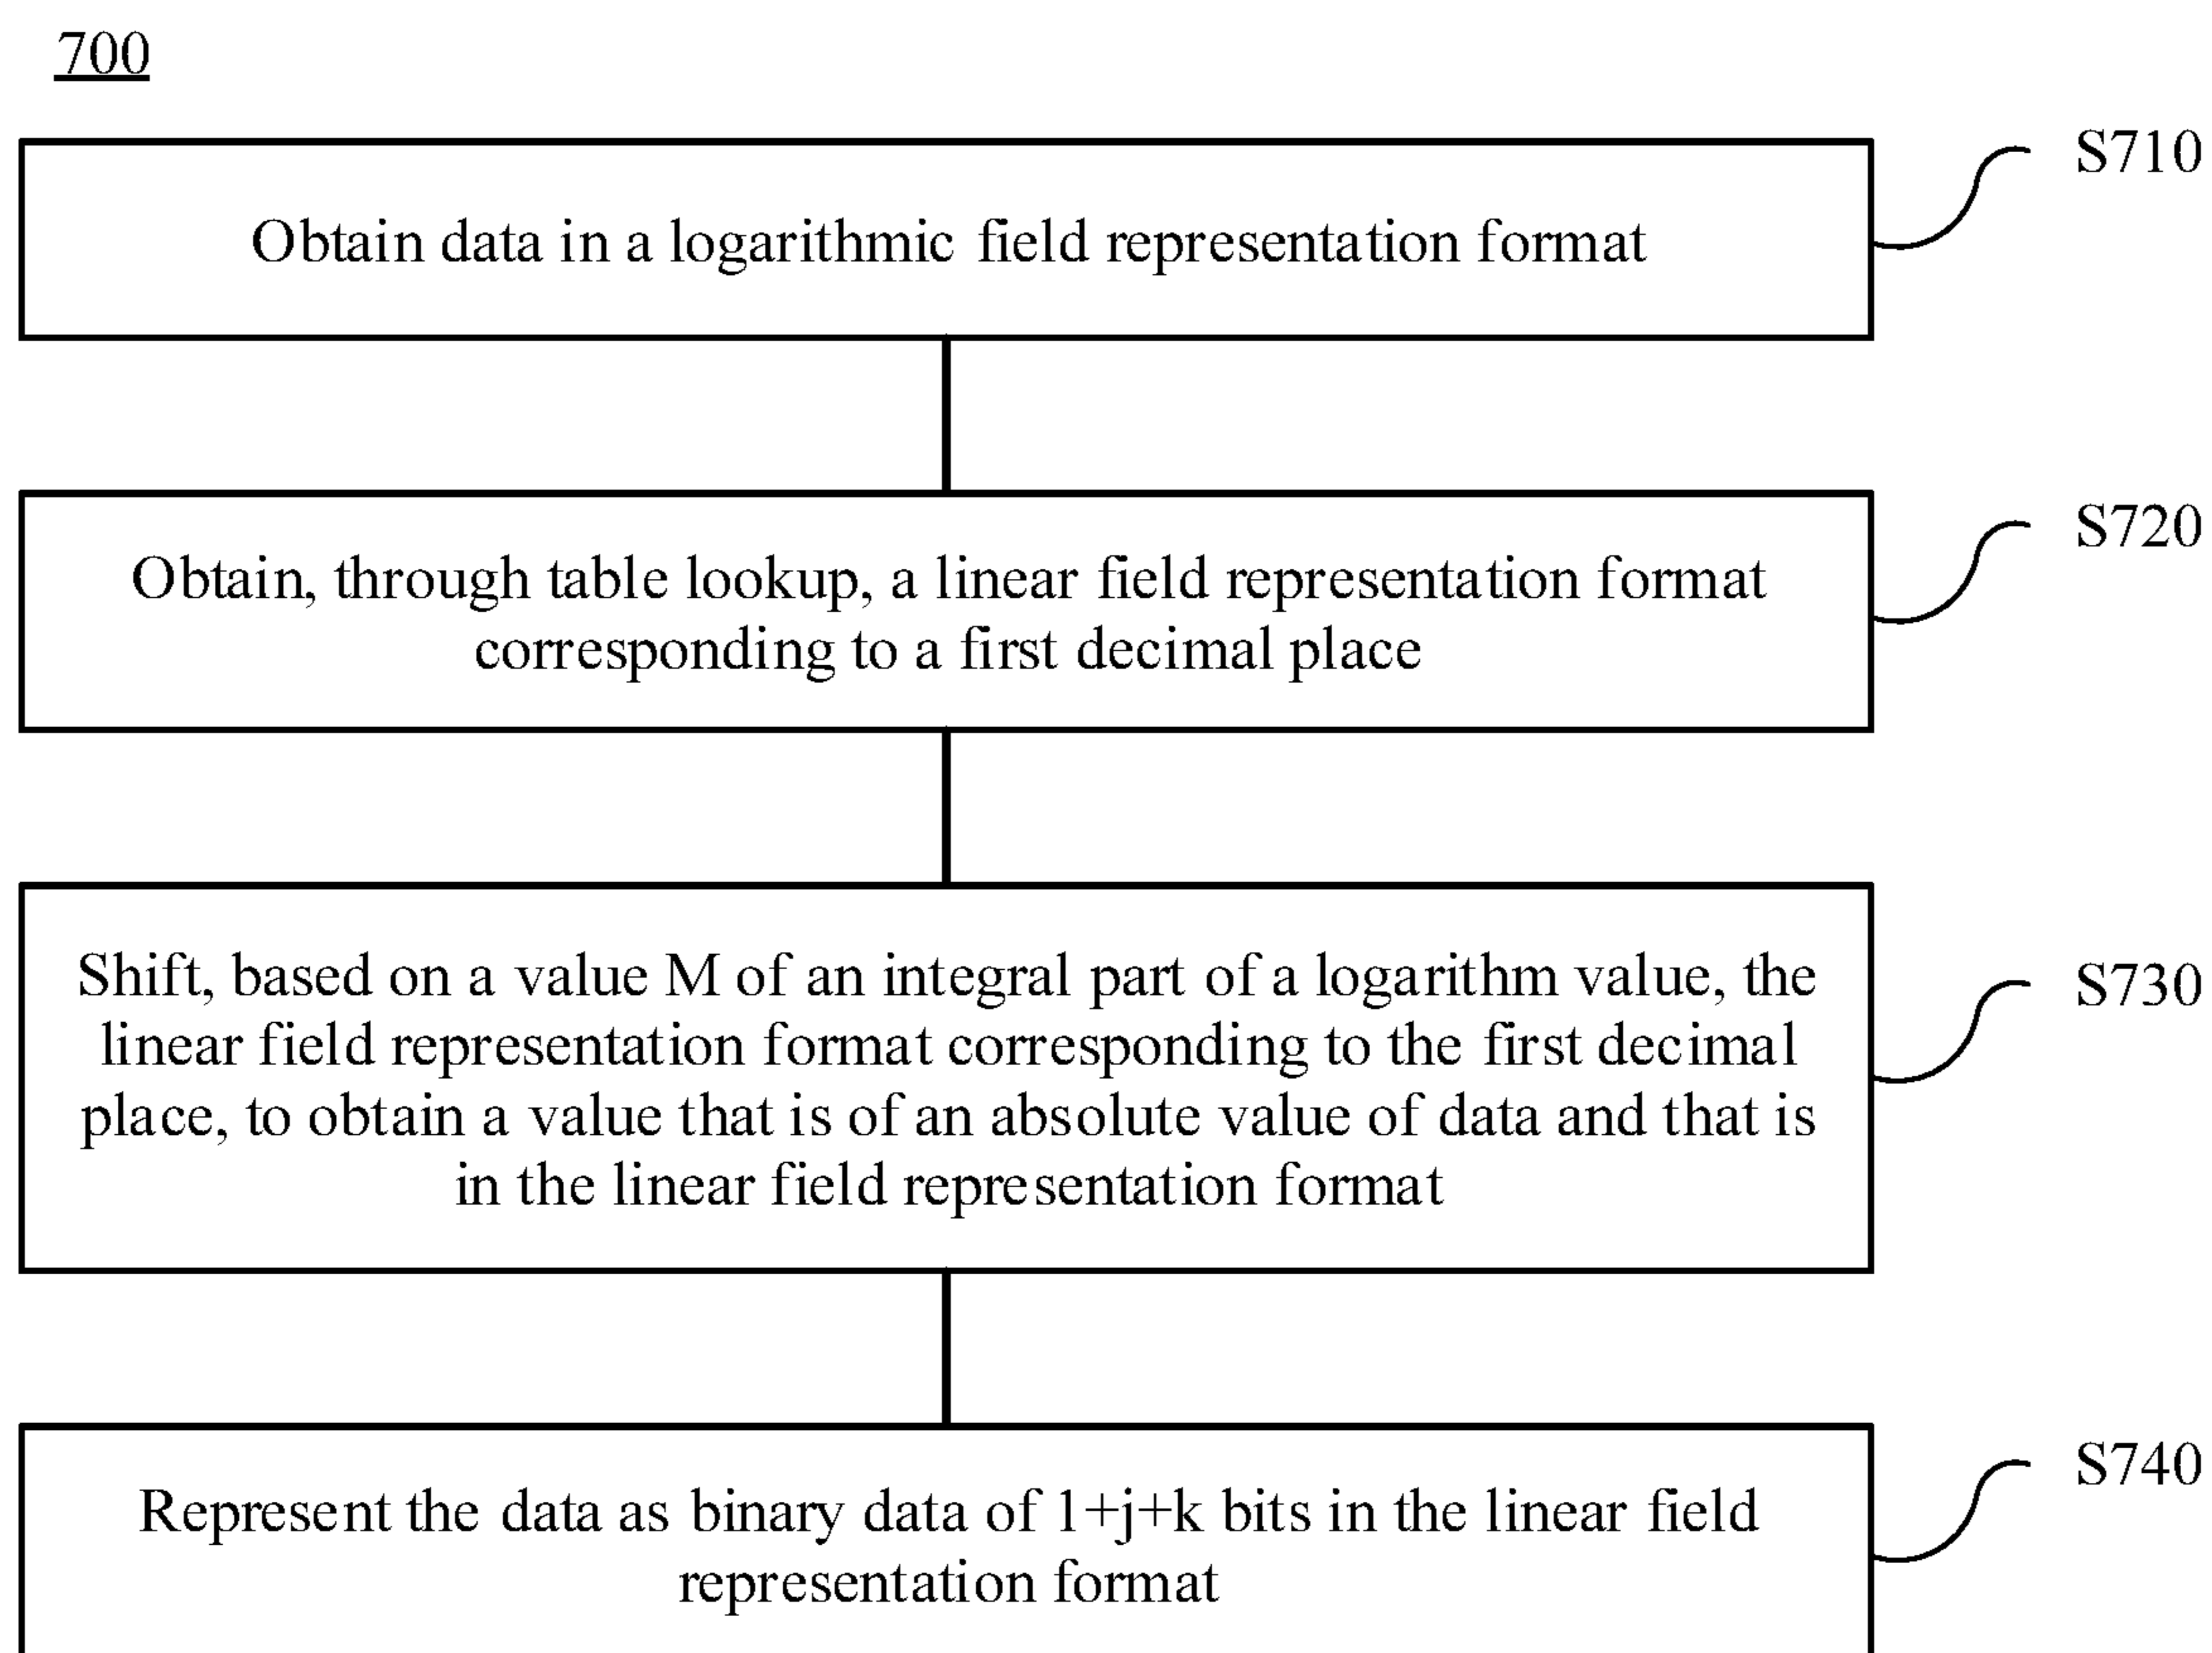 700
S710
Obtain data in a logarithmic field representation format
S720
Obtain, through table lookup, a linear field representation format
corresponding to a first decimal place
Shift, based on a value M of an integral part of a logarithm value, the
S730
linear field representation format corresponding to the first decimal
place, to obtain a value that is of an absolute value of data and that is
in the linear field representation format
S740
Represent the data as binary data of 1+j+k bits in the linear field
representation format